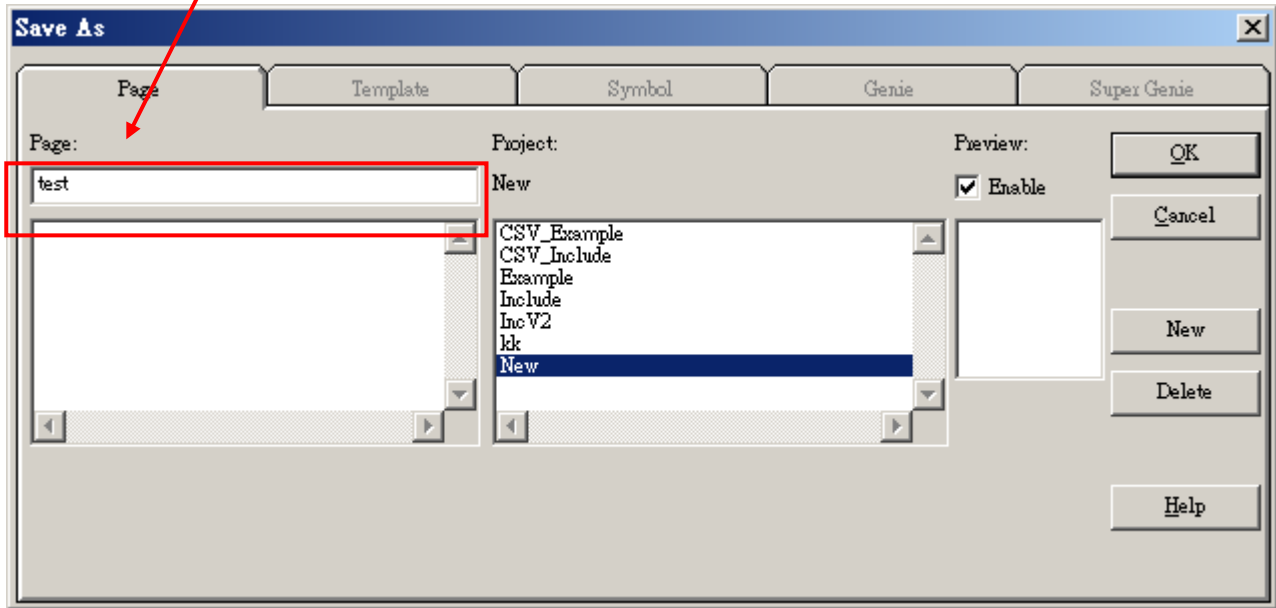 Save As
Page Template Symbol Genie Super Genie
Page: Project: Preview:
test New Enable
CSV_Example
CSV_Include
Example
Include
IncV2
kk
New
OK
Cancel
New
Delete
Help